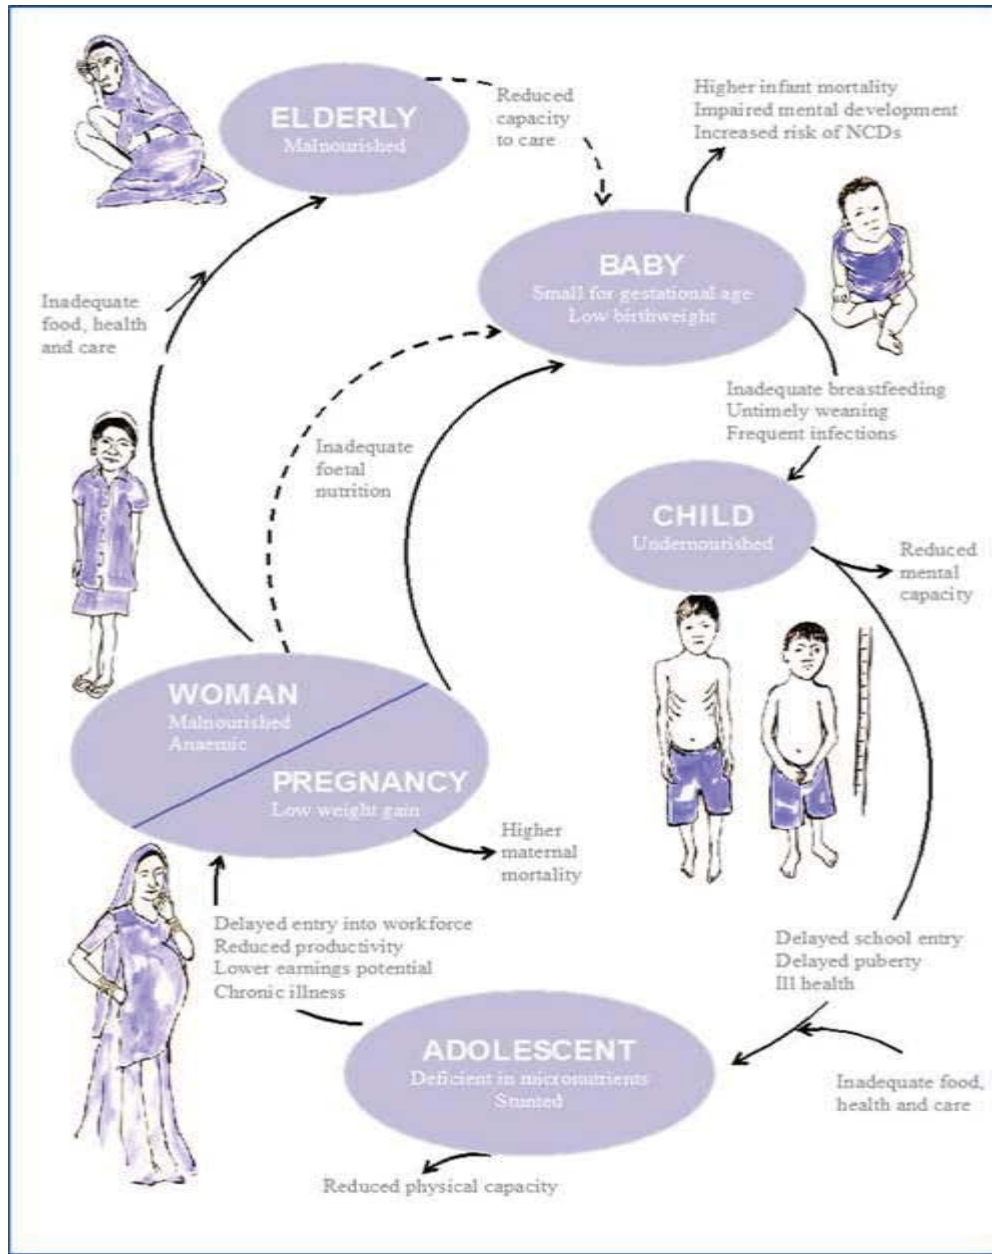 ELDERLY
Malnourished
Reduced
capacity
to care
Higher infant mortality
Impaired mental development
Increased risk of NCDs
BABY
Small for gestational age
Low birthweight
Inadequate
food, health
and care
Inadequate
foetal
nutrition
Inadequate breastfeeding
Untimely weaning
Frequent infections
CHILD
Undernourished
Reduced
mental
capacity
WOMAN
Malnourished
Anaemic
PREGNANCY
Low weight gain
Higher
maternal
mortality
Delayed entry into workforce
Reduced productivity
Lower earnings potential
Chronic illness
Delayed school entry
Delayed puberty
Ill health
ADOLESCENT
Deficient in micronutrients
Stunted
Inadequate food,
health and care
Reduced physical capacity